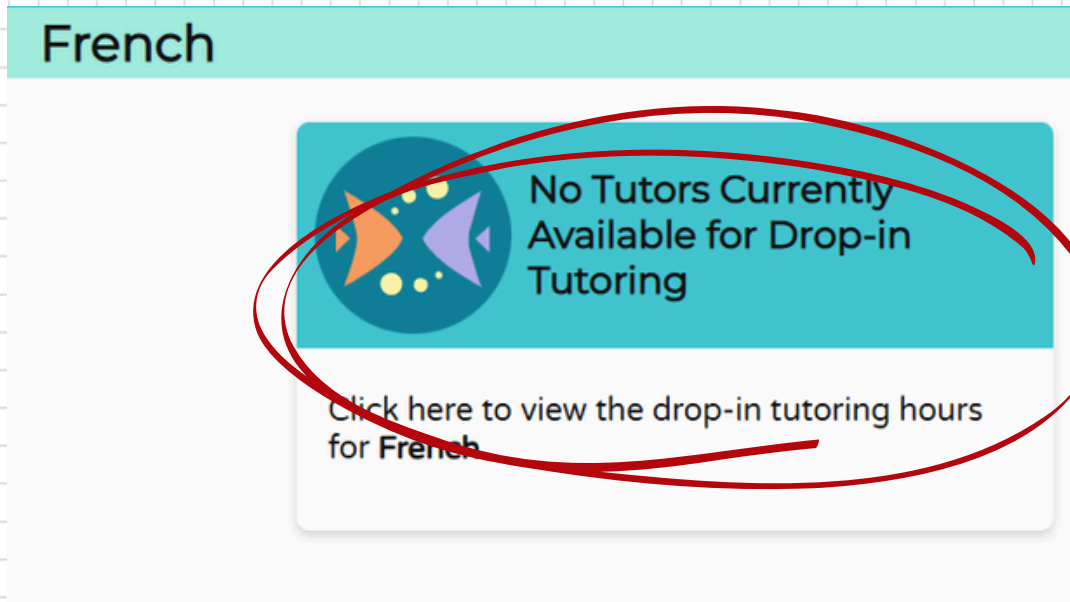 French
No Tutors Currently
Available for Drop-in
Tutoring
Click here to view the drop-in tutoring hours
for French